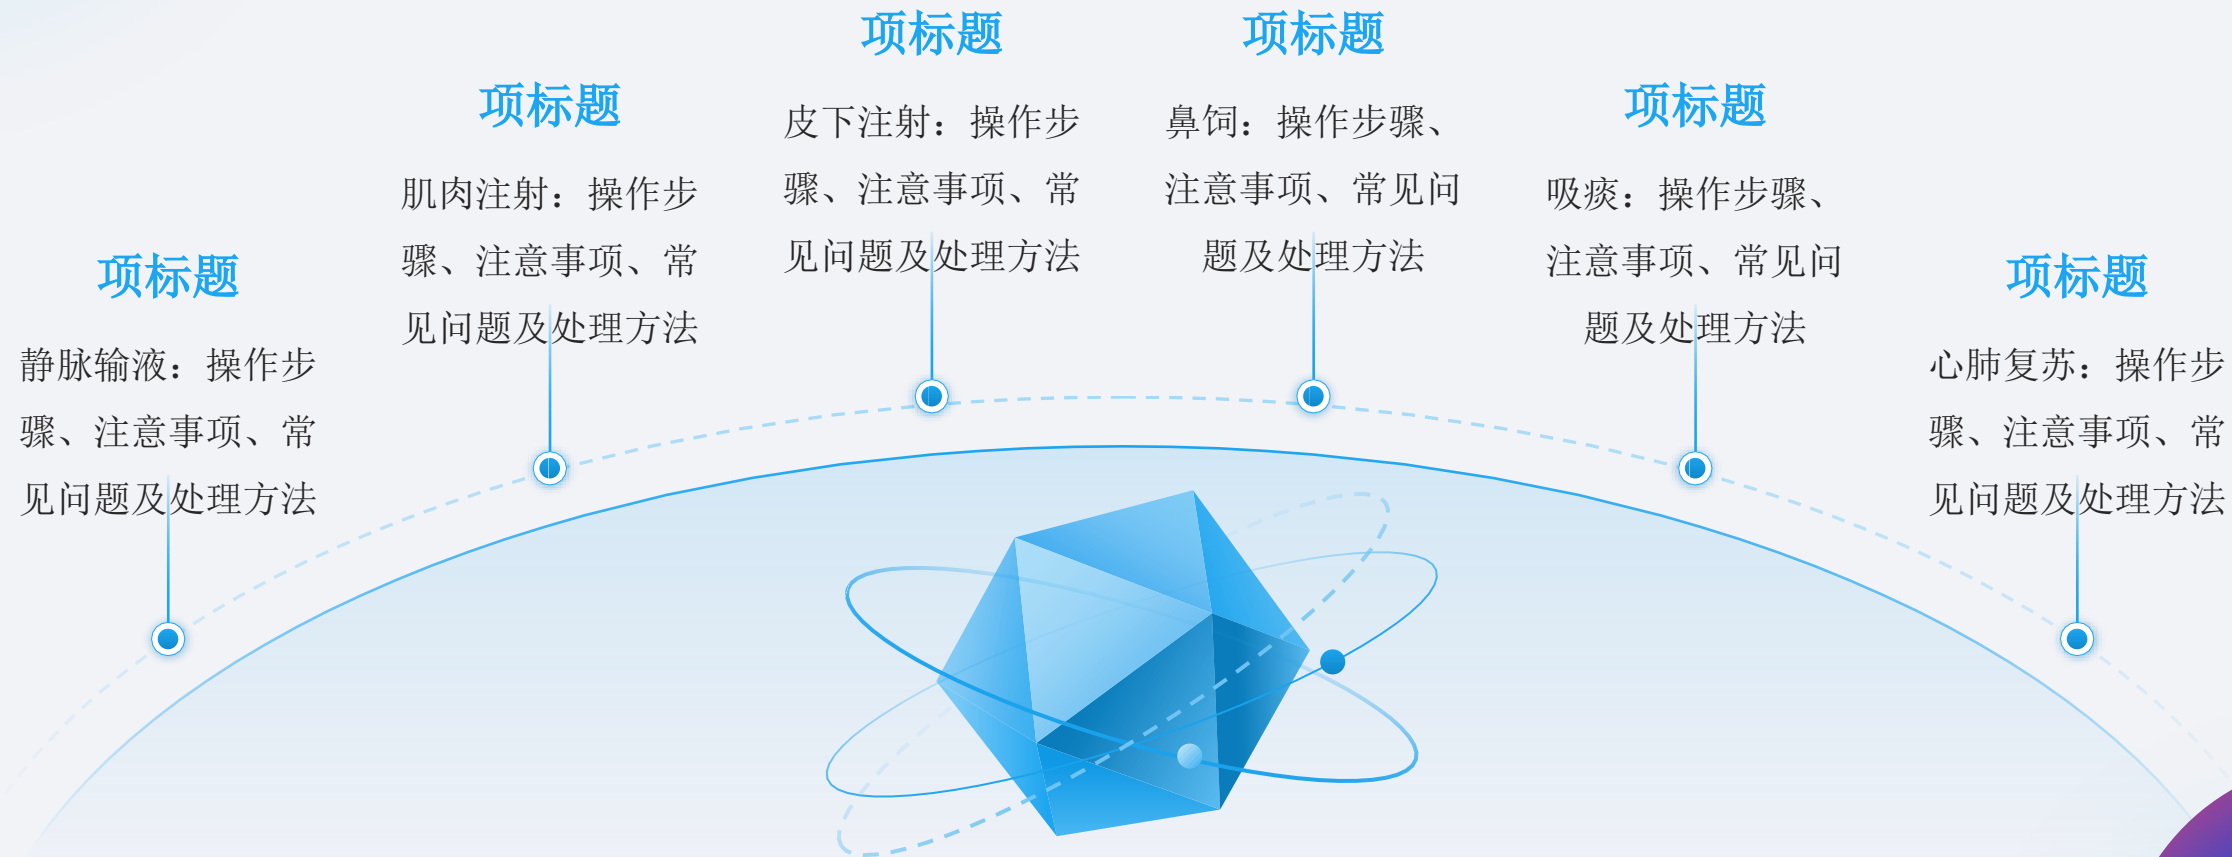 项标题
静脉输液：操作步
骤、注意事项、常
见问题及处理方法
项标题
肌肉注射：操作步
骤、注意事项、常
见问题及处理方法
项标题
皮下注射：操作步
骤、注意事项、常
见问题及处理方法
项标题
鼻饲：操作步骤、
注意事项、常见问
题及处理方法
项标题
吸痰：操作步骤、
注意事项、常见问
题及处理方法
项标题
心肺复苏：操作步
骤、注意事项、常
见问题及处理方法